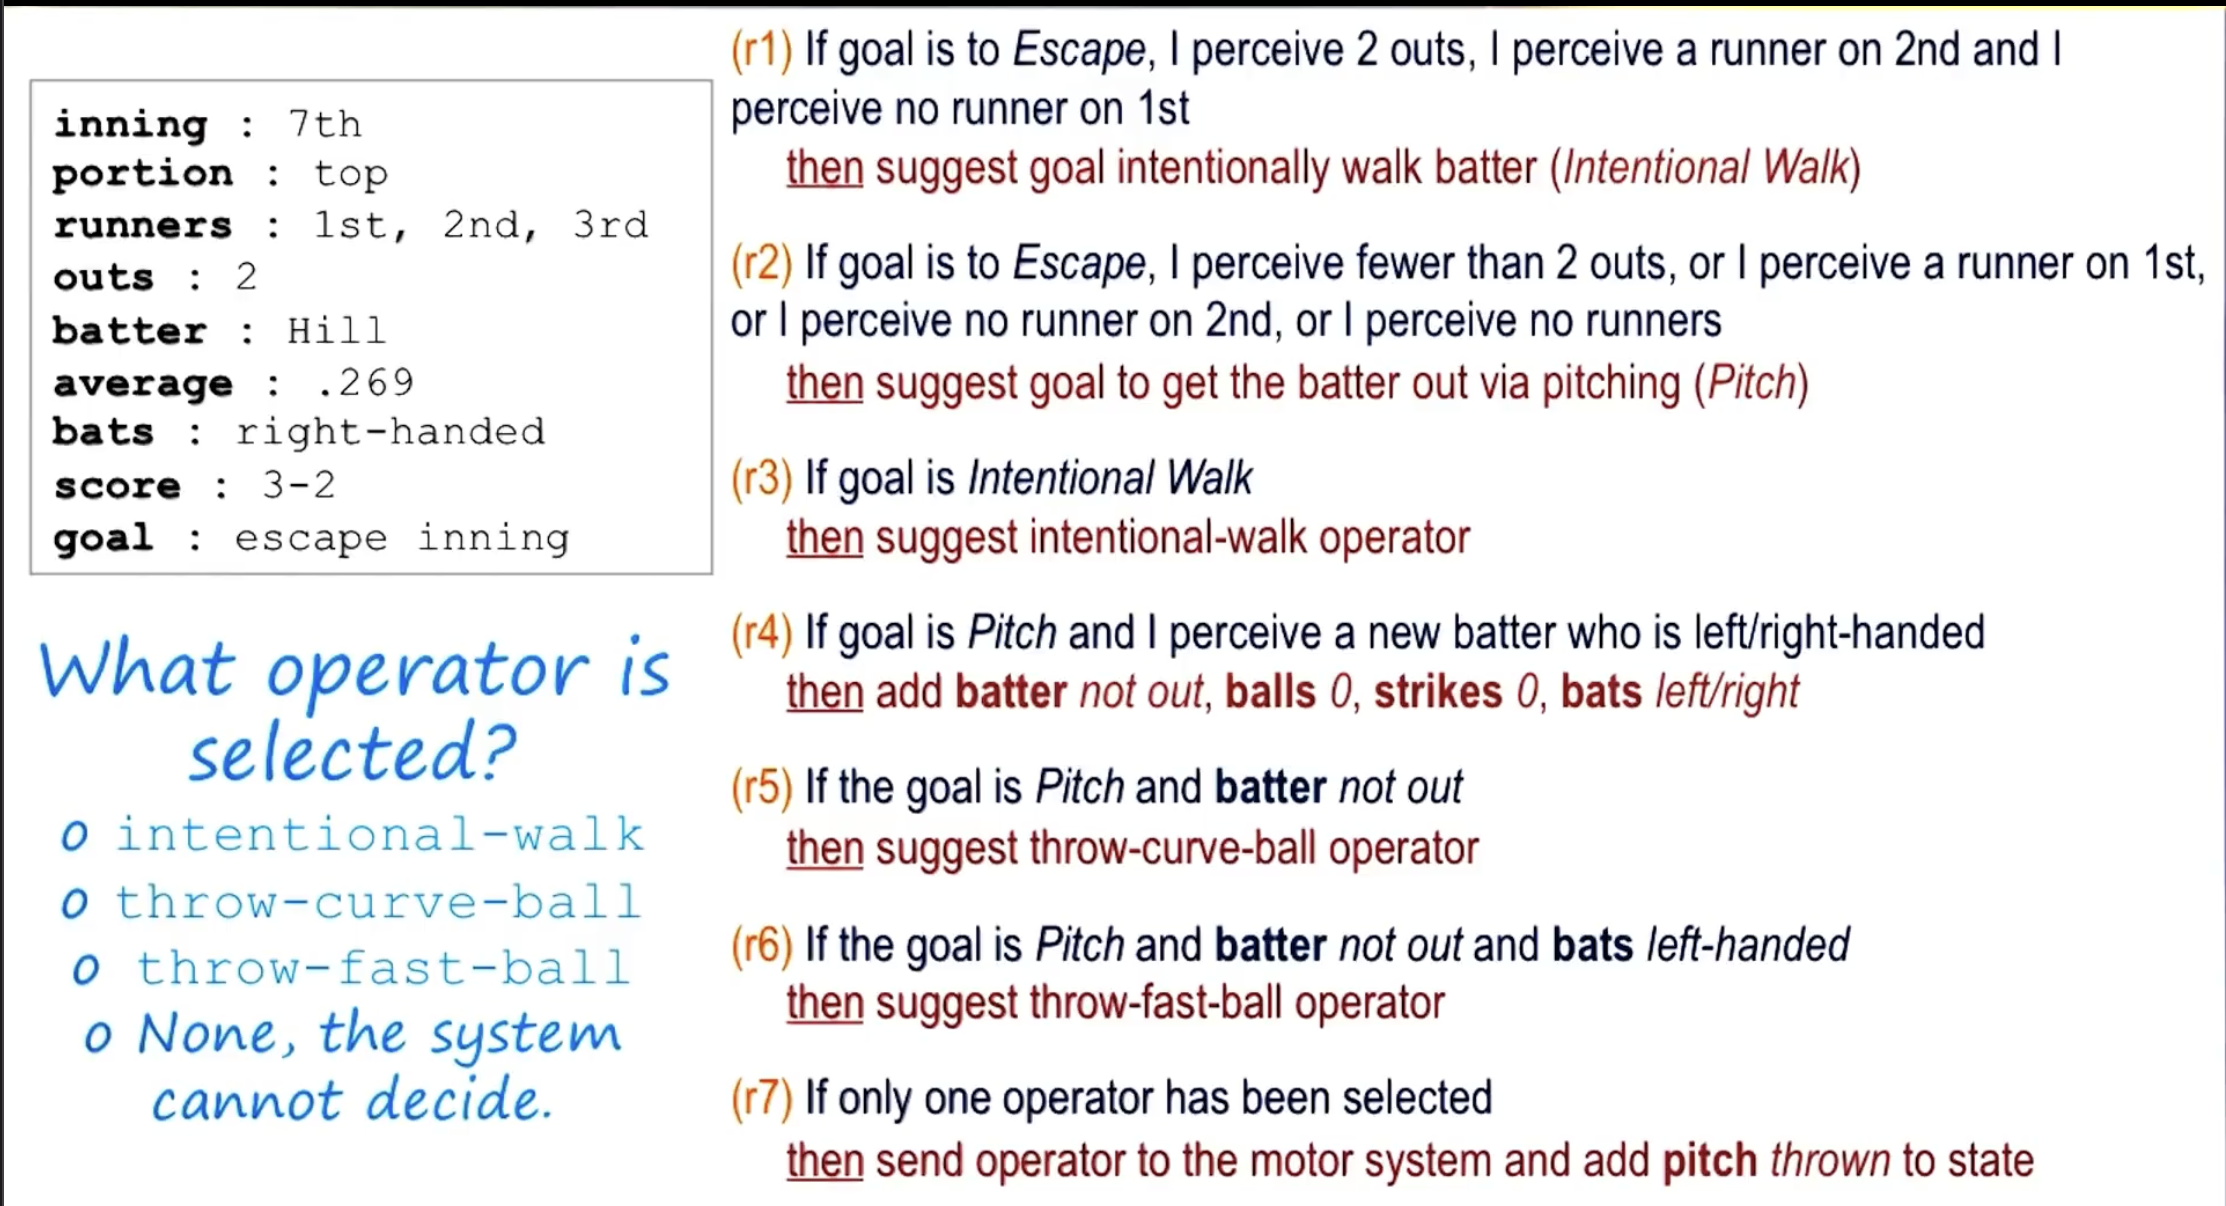 inning : 7th
portion : top
runners : 1st, 2nd, 3rd
outs : 2
batter : Hill
average : .269
bats : right-handed
score : 3-2
goal : escape inning
What operator is
selected?
o intentional-walk
o throw-curve-ball
o throw-fast-ball
o None, the system
cannot decide.
(r1) If goal is to Escape, I perceive 2 outs, I perceive a runner on 2nd and I
perceive no runner on 1st
then suggest goal intentionally walk batter (Intentional Walk)
(r2) If goal is to Escape, I perceive fewer than 2 outs, or I perceive a runner on 1st,
or I perceive no runner on 2nd, or I perceive no runners
then suggest goal to get the batter out via pitching (Pitch)
(r3) If goal is Intentional Walk
then suggest intentional-walk operator
(r4) If goal is Pitch and I perceive a new batter who is left/right-handed
then add batter not out, balls 0, strikes 0, bats left/right
(r5) If the goal is Pitch and batter not out
then suggest throw-curve-ball operator
(r6) If the goal is Pitch and batter not out and bats left-handed
then suggest throw-fast-ball operator
(r7) If only one operator has been selected
then send operator to the motor system and add pitch thrown to state